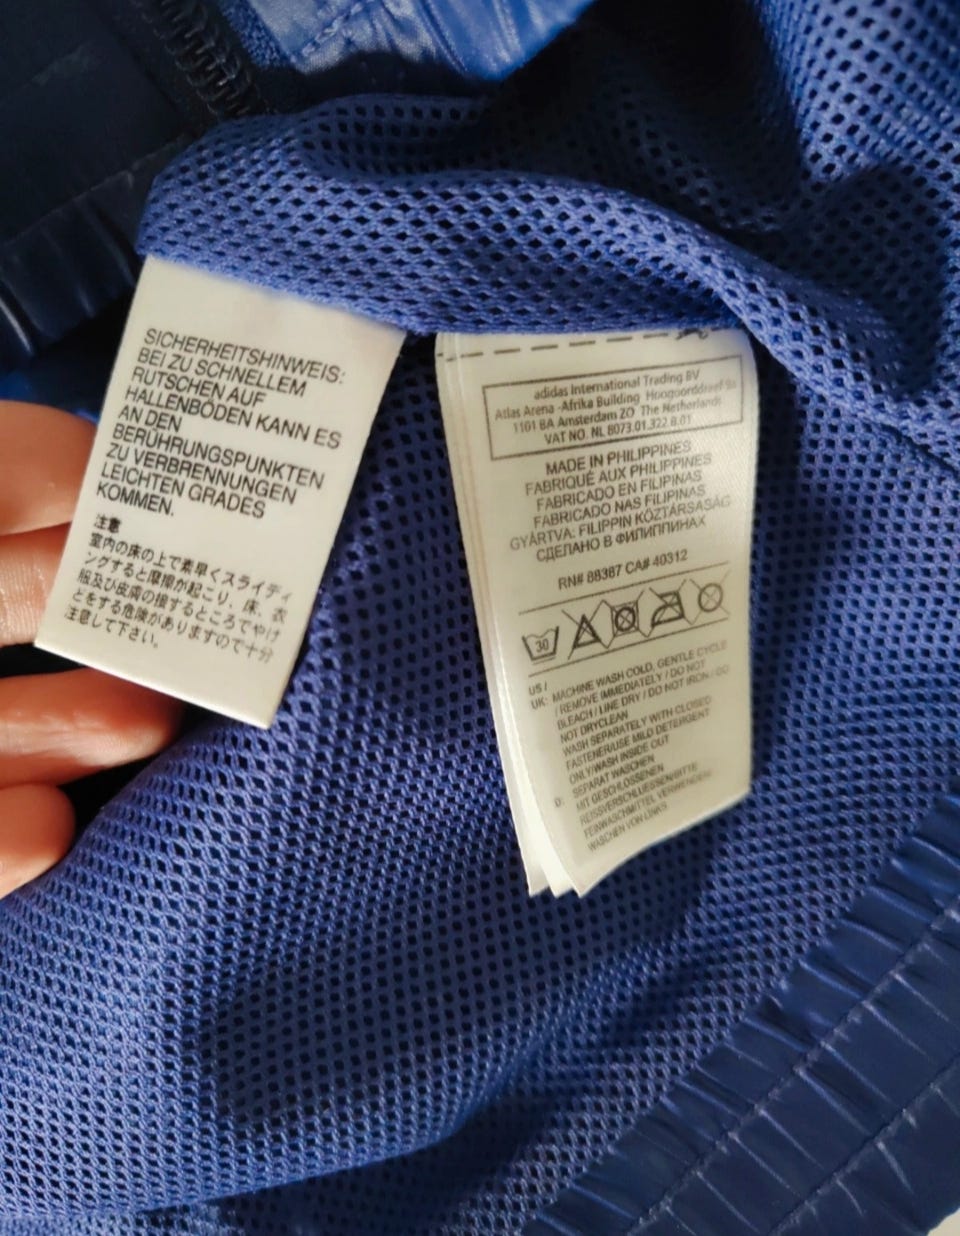 SICHERHEITSHINWEIS:
BEI ZU SCHNELLEM
RUTSCHEN AUF
HALLENBÖDEN KANN ES
AN DEN
BERÜHRUNGSPUNKTEN
ZU VERBRENNUNGEN
LEICHTEN GRADES
KOMMEN.
注意
室内の床の上で素早くスライディ
ングすると摩擦が起こり、床、衣
服及び皮膚の接するところでやけ
どをする危険がありますので十分
注意して下さい。
adidas International Trading BV
Atlas Arena -Afrika Building Hoogoorddreef 9a
1101 BA Amsterdam ZO The Netherlands
VAT NO. NL 8073.01.322.B.01
MADE IN PHILIPPINES
FABRIQUÉ AUX PHILIPPINES
FABRICADO EN FILIPINAS
FABRICADO NAS FILIPINAS
GYÁRTVA: FILIPPIN KÖZTÁRSASÁG
СДЕЛАНО В ФИЛИППИНАХ
RN# 88387 CA# 40312
30
US /
UK: MACHINE WASH COLD, GENTLE CYCLE
/ REMOVE IMMEDIATELY / DO NOT
BLEACH / LINE DRY / DO NOT IRON / DO
NOT DRYCLEAN
WASH SEPARATELY WITH CLOSED
FASTENER/USE MILD DETERGENT
ONLY/WASH INSIDE OUT
D: SEPARAT WASCHEN
MIT GESCHLOSSENEN
REISSVERSCHLUESSEN/BITTE
FEINWASCHMITTEL VERWENDEN/
WASCHEN VON LINKS